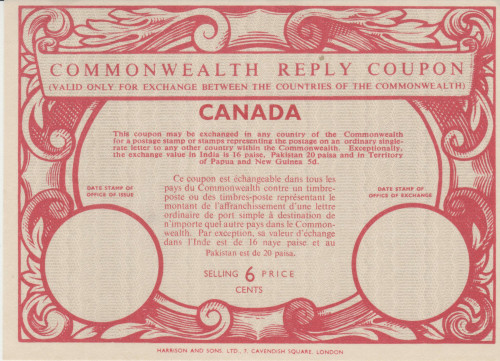 COMMONWEALTH REPLY COUPON
(VALID ONLY FOR EXCHANGE BETWEEN THE COUNTRIES OF THE COMMONWEALTH)
CANADA
This coupon may be exchanged in any country of the Commonwealth
for a postage stamp or stamps representing the postage on an ordinary single-
rate letter to any other country within the Commonwealth. Exceptionally,
the exchange value in India is 16 paise, Pakistan 20 paisa and in Territory
of Papua and New Guinea 5d.
DATE STAMP OF
OFFICE OF ISSUE
DATE STAMP OF
OFFICE OF EXCHANGE
Ce coupon est échangeable dans tous les
pays du Commonwealth contre un timbre-
poste ou des timbres-poste représentant le
montant de l'affranchissement d'une lettre
ordinaire de port simple à destination de
n'importe quel autre pays dans le Common-
wealth. Par exception, sa valeur d'échange
dans l'Inde est de 16 naye paise et au
Pakistan est de 20 paisa.
SELLING 6 PRICE
CENTS
HARRISON AND SONS, LTD., 7, CAVENDISH SQUARE, LONDON